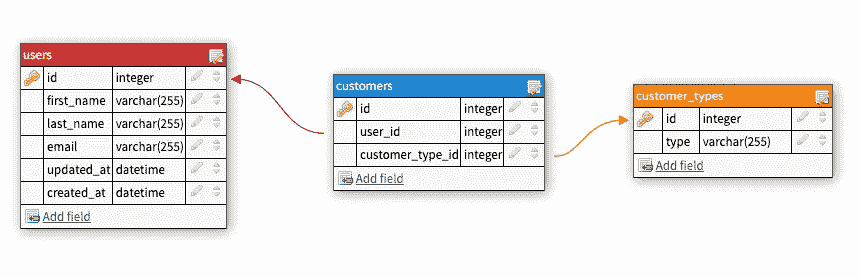 users
id integer
first_name varchar(255)
last_name varchar(255)
email varchar(255)
updated_at datetime
created_at datetime
Add field
customers
id integer
user_id integer
customer_type_id integer
Add field
customer_types
id integer
type varchar(255)
Add field